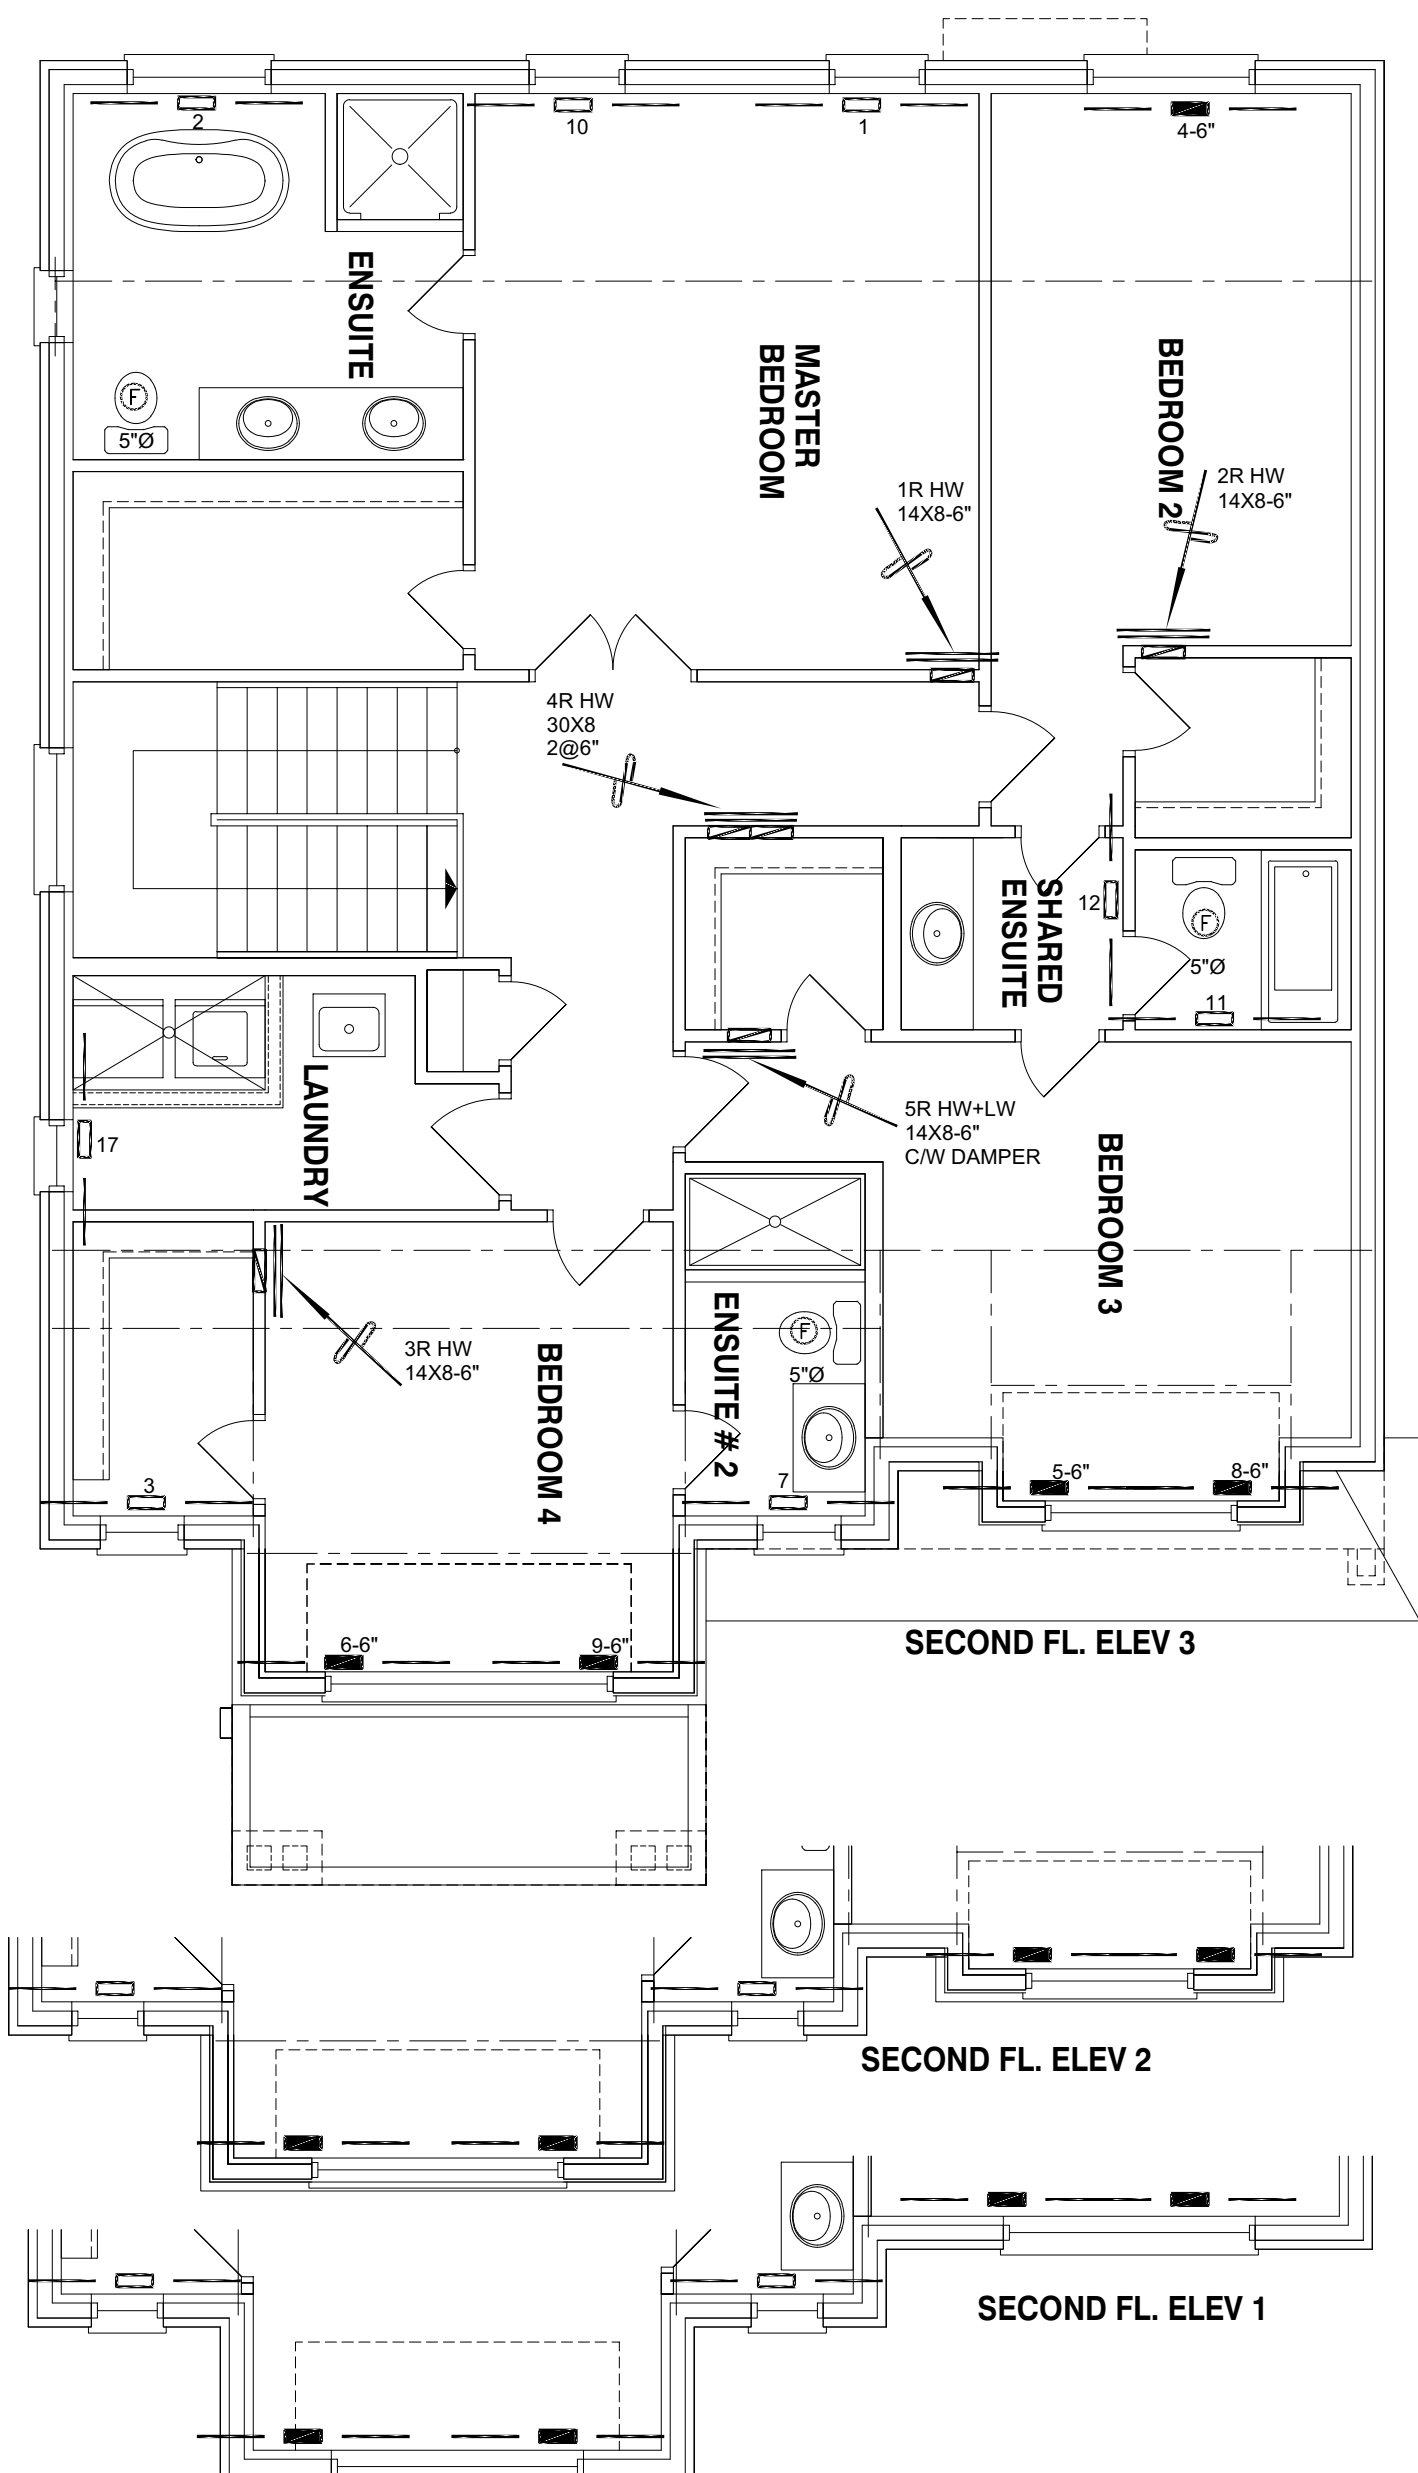 2
10
1
4-6"
ENSUITE
MASTER
BEDROOM
BEDROOM 2
F
5"Ø
1R HW
14X8-6"
2R HW
14X8-6"
4R HW
30X8
2@6"
SHARED
ENSUITE
12
F
5"Ø
11
LAUNDRY
17
5R HW+LW
14X8-6"
C/W DAMPER
BEDROOM 3
3R HW
14X8-6"
BEDROOM 4
ENSUITE # 2
F
5"Ø
3
7
5-6"
8-6"
6-6"
9-6"
SECOND FL. ELEV 3
SECOND FL. ELEV 2
SECOND FL. ELEV 1